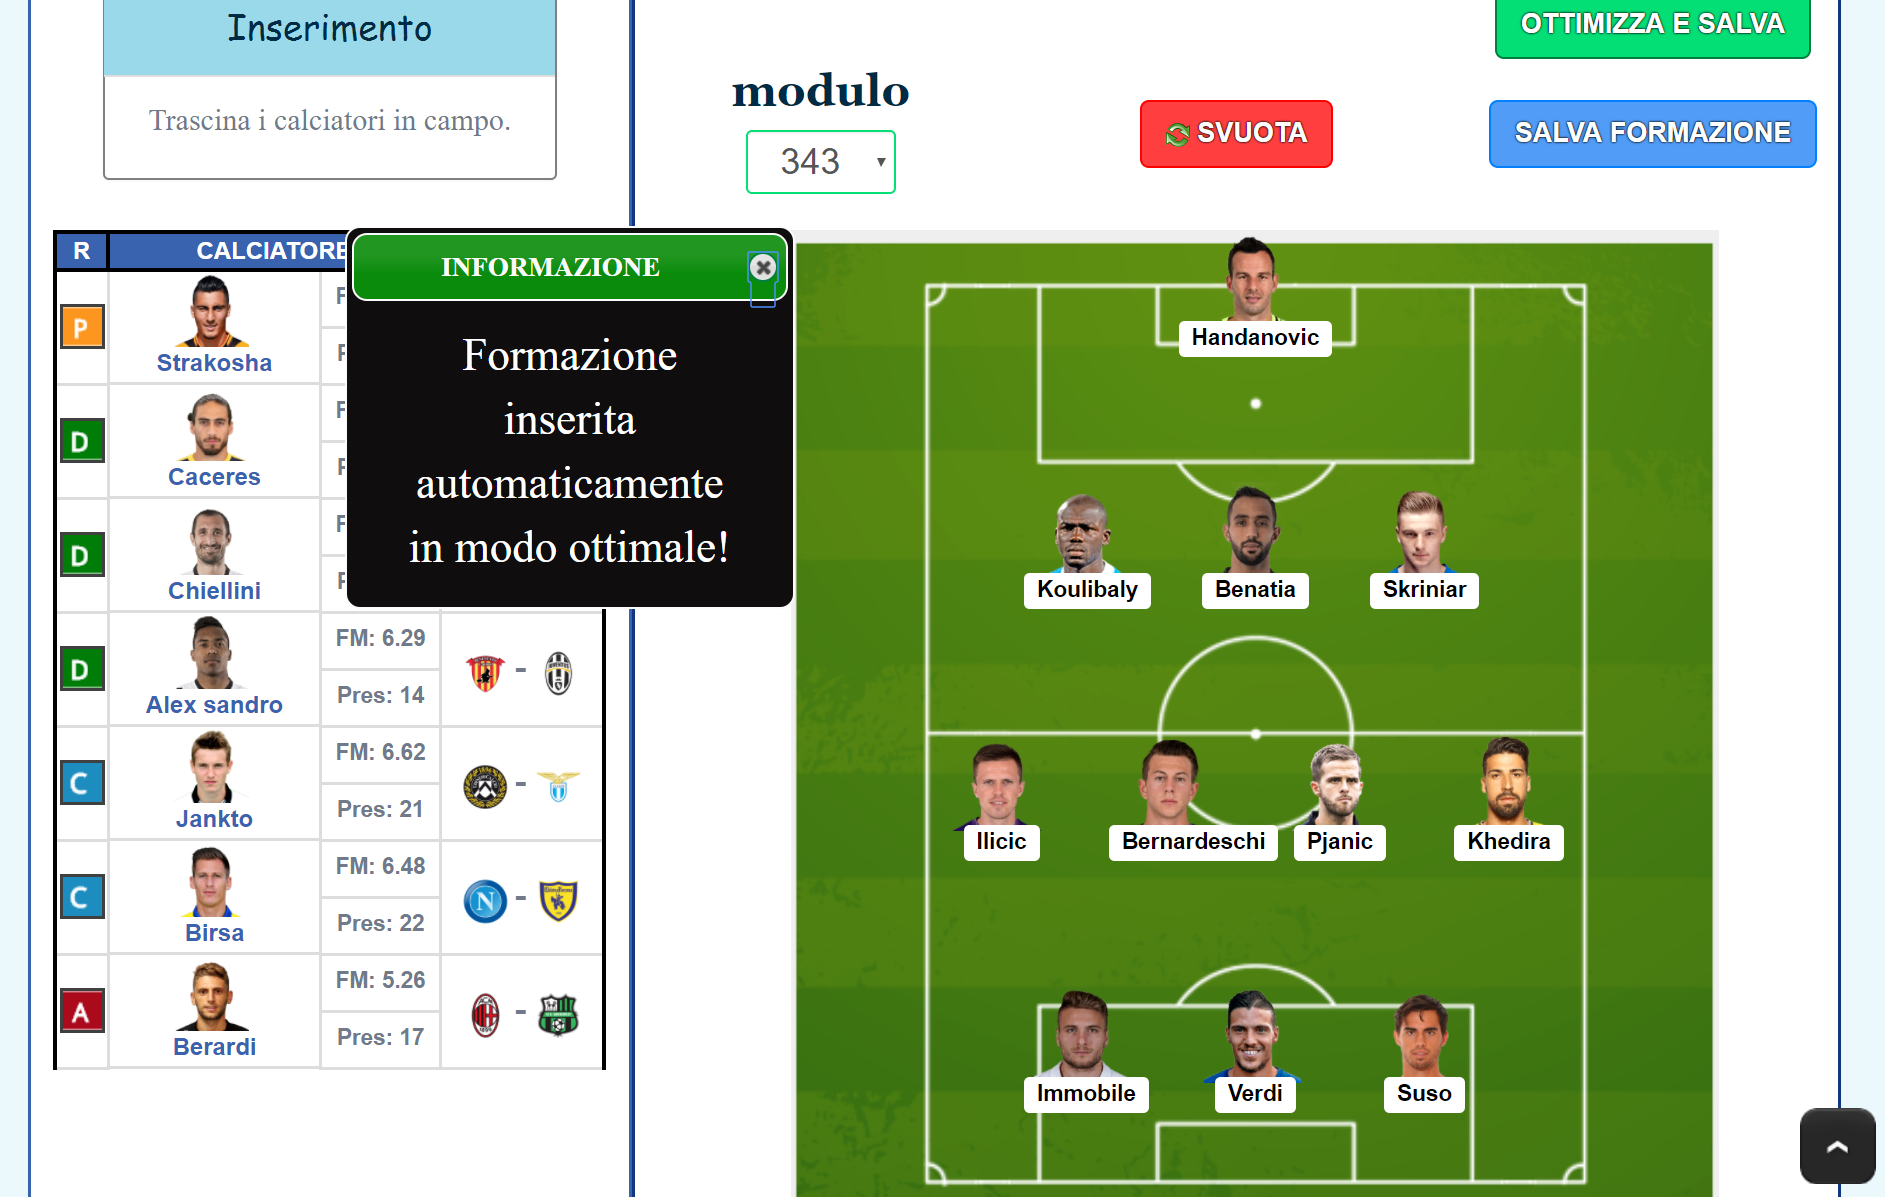 Inserimento
Trascina i calciatori in campo.
OTTIMIZZA E SALVA
modulo
343
SVUOTA
SALVA FORMAZIONE
R CALCIATORE
INFORMAZIONE
Formazione
inserita
automaticamente
in modo ottimale!
P
Strakosha
D
Caceres
D
Chiellini
D
Alex sandro
FM: 6.29
Pres: 14
-
C
Jankto
FM: 6.62
Pres: 21
-
C
Birsa
FM: 6.48
Pres: 22
N
-
A
Berardi
FM: 5.26
Pres: 17
-
Handanovic
Koulibaly
Benatia
Skriniar
Ilicic
Bernardeschi
Pjanic
Khedira
Immobile
Verdi
Suso